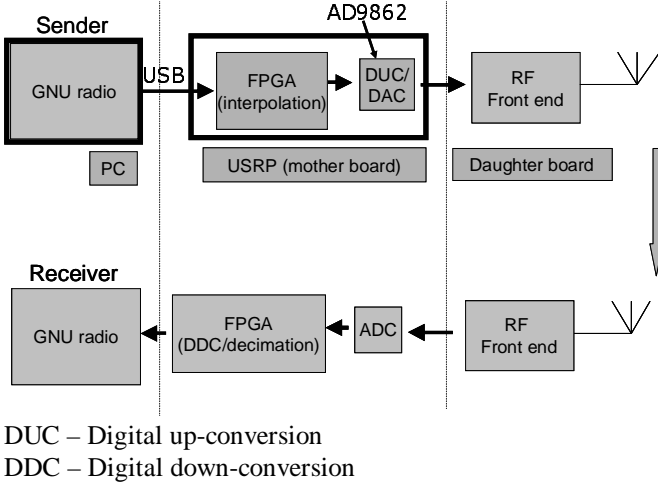 AD9862
Sender
GNU radio
USB
FPGA
(interpolation)
DUC/
DAC
RF
Front end
PC
USRP (mother board)
Daughter board
Receiver
GNU radio
FPGA
(DDC/decimation)
ADC
RF
Front end
DUC – Digital up-conversion
DDC – Digital down-conversion